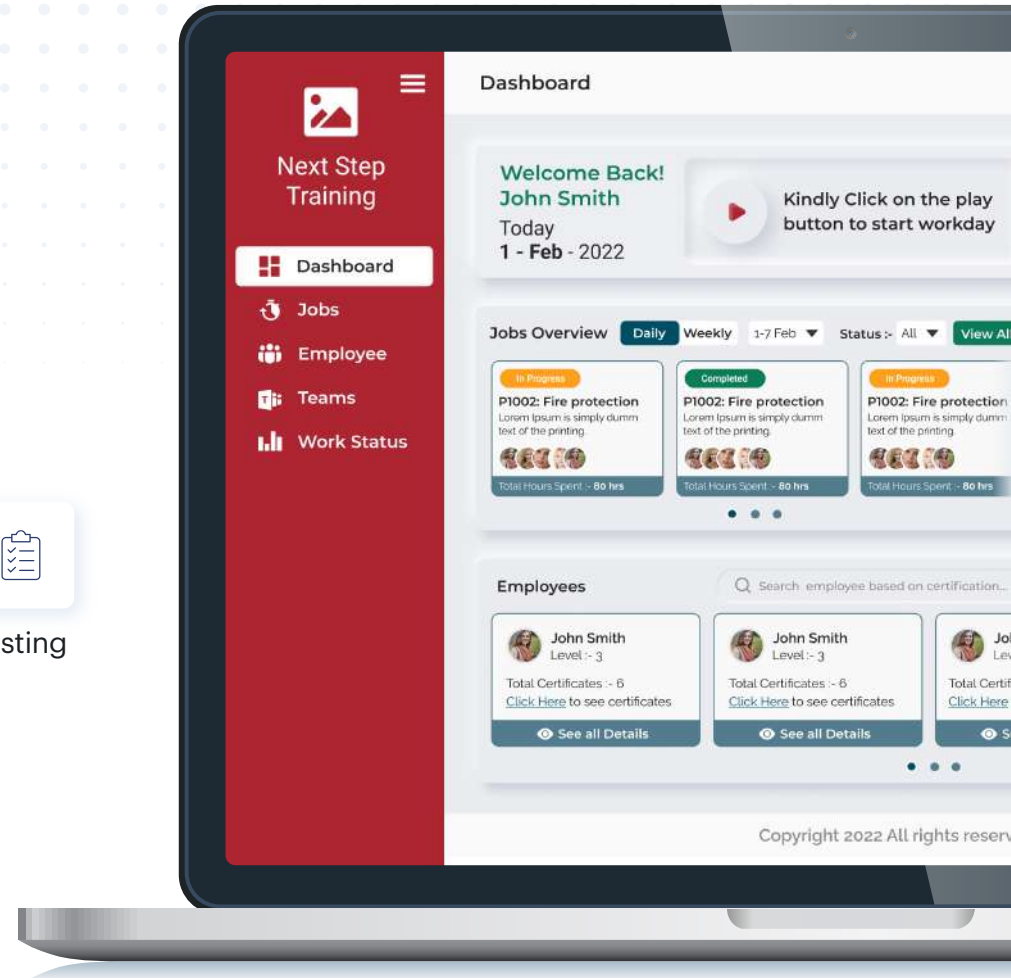 Next Step
Training
Dashboard
Jobs
Employee
Teams
Work Status
sting
Dashboard
Welcome Back!
John Smith
Today
1 - Feb - 2022
Kindly Click on the play
button to start workday
Jobs Overview Daily Weekly 1-7 Feb Status :- All View All
In Progress
P1002: Fire protection
Lorem Ipsum is simply dumm
text of the printing.
Total Hours Spent :- 80 hrs
Completed
P1002: Fire protection
Lorem Ipsum is simply dumm
text of the printing.
Total Hours Spent :- 80 hrs
In Progress
P1002: Fire protection
Lorem Ipsum is simply dumm
text of the printing.
Total Hours Spent :- 80 hrs
Employees
Search employee based on certification...
John Smith
Level :- 3
Total Certificates :- 6
Click Here to see certificates
See all Details
John Smith
Level :- 3
Total Certificates :- 6
Click Here to see certificates
See all Details
Total Certif
Click Here
Copyright 2022 All rights reserv